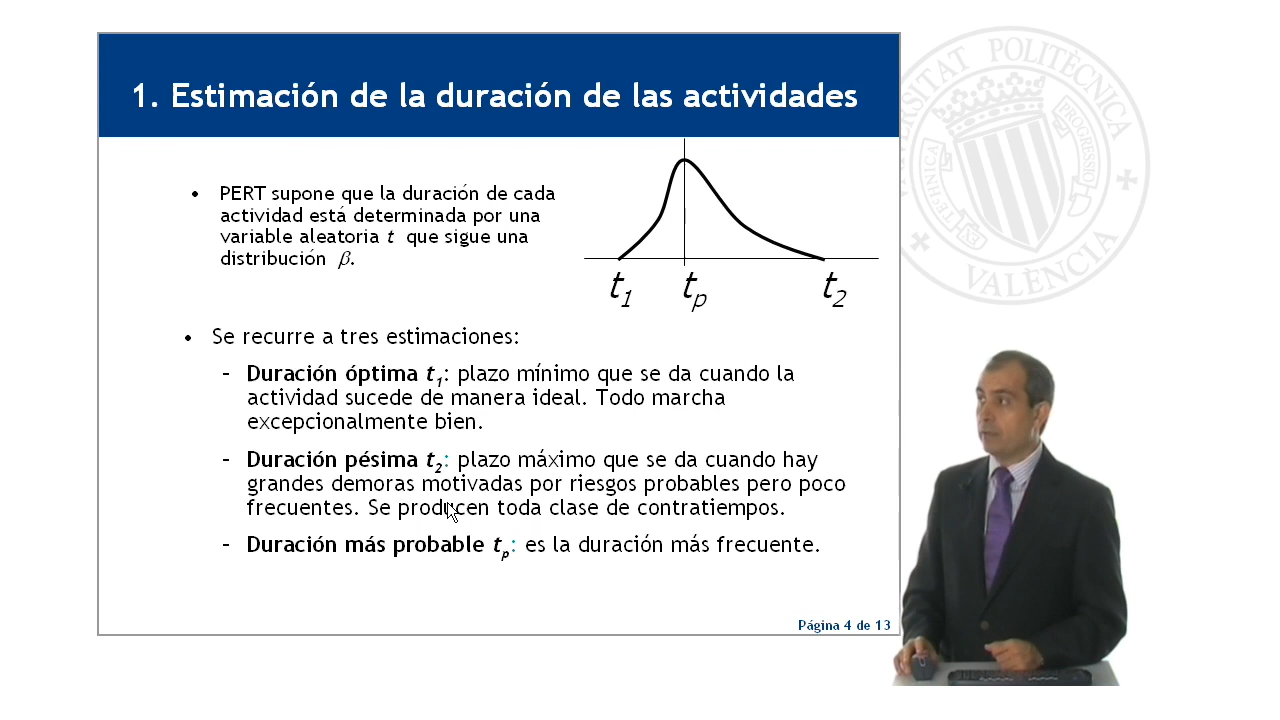 1. Estimación de la duración de las actividades
• PERT supone que la duración de cada
actividad está determinada por una
variable aleatoria t que sigue una
distribución β.
t1 tp t2
• Se recurre a tres estimaciones:
– Duración óptima t1: plazo mínimo que se da cuando la
actividad sucede de manera ideal. Todo marcha
excepcionalmente bien.
– Duración pésima t2: plazo máximo que se da cuando hay
grandes demoras motivadas por riesgos probables pero poco
frecuentes. Se producen toda clase de contratiempos.
– Duración más probable tp: es la duración más frecuente.
Página 4 de 13
POLITÈCNICA
VALÈNCIA